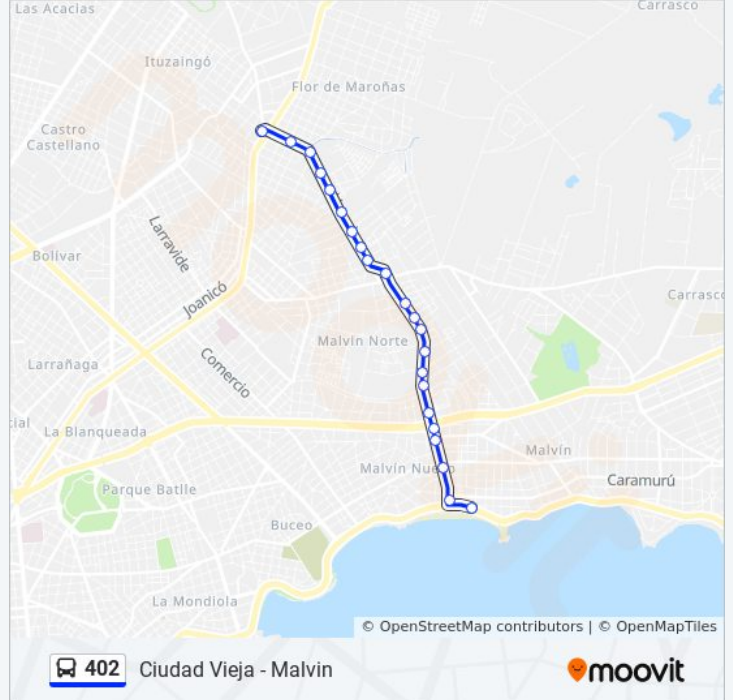 Las Acacias
Carrasco
Ituzaingó
Flor de Maroñas
Castro
Castellano
Larravide
Bolívar
Joanicó
Carrasco
Malvín Norte
Comercio
Larrañaga
cial
La Blanqueada
Malvín
Malvín Nuevo
Caramurú
Parque Batlle
Buceo
La Mondiola
© OpenStreetMap contributors | © OpenMapTiles
402 Ciudad Vieja - Malvin
moovit